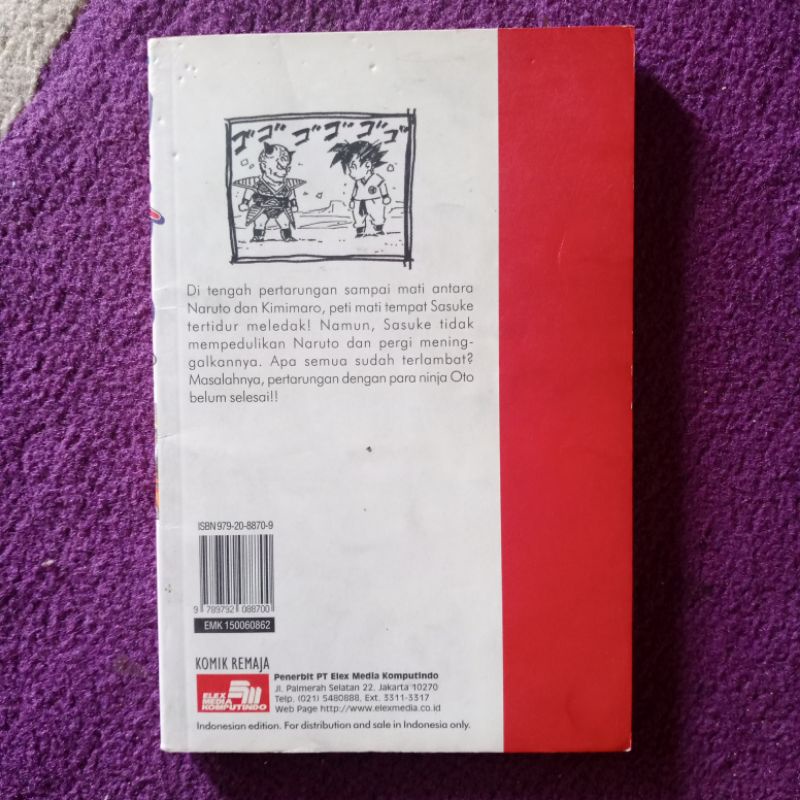 ゴゴ゛ゴ゛ゴ゛ゴ゛ゴ゛
Di tengah pertarungan sampai mati antara
Naruto dan Kimimaro, peti mati tempat Sasuke
tertidur meledak! Namun, Sasuke tidak
mempedulikan Naruto dan pergi mening-
galkannya. Apa semua sudah terlambat?
Masalahnya, pertarungan dengan para ninja Oto
belum selesai!!
ISBN 979-20-8870-9
9 789792 088700
EMK 150060862
KOMIK REMAJA
ELEX
MEDIA
KOMPUTINDO
Penerbit PT Elex Media Komputindo
Jl. Palmerah Selatan 22, Jakarta 10270
Telp. (021) 5480888, Ext. 3311-3317
Web Page http://www.elexmedia.co.id
Indonesian edition. For distribution and sale in Indonesia only.